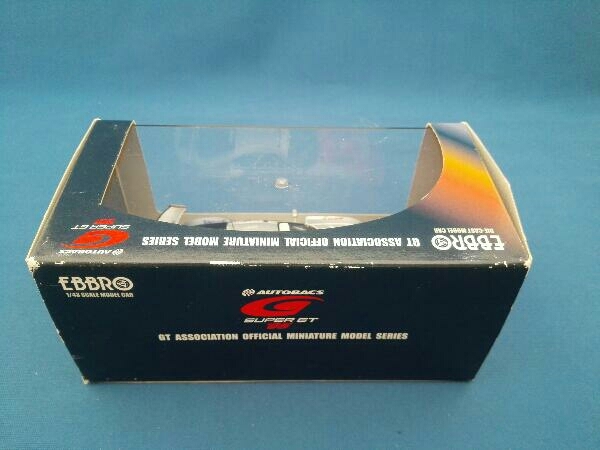 EBBRO
DIE-CAST MODEL CAR
GT ASSOCIATION OFFICIAL MINIATURE MODEL SERIES
AUTOBACS
SUPER GT
EBBRO
1/43 SCALE MODEL CAR
AUTOBACS
SUPER GT
GT ASSOCIATION OFFICIAL MINIATURE MODEL SERIES